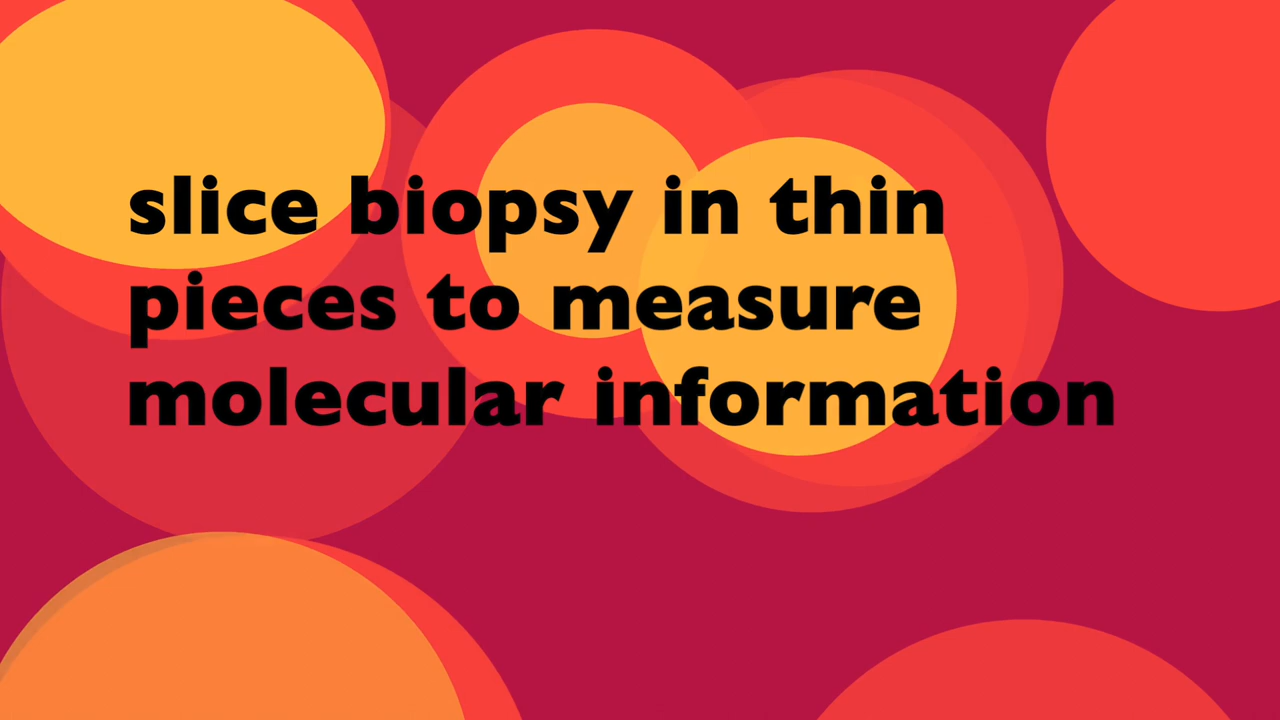 slice biopsy in thin
pieces to measure
molecular information